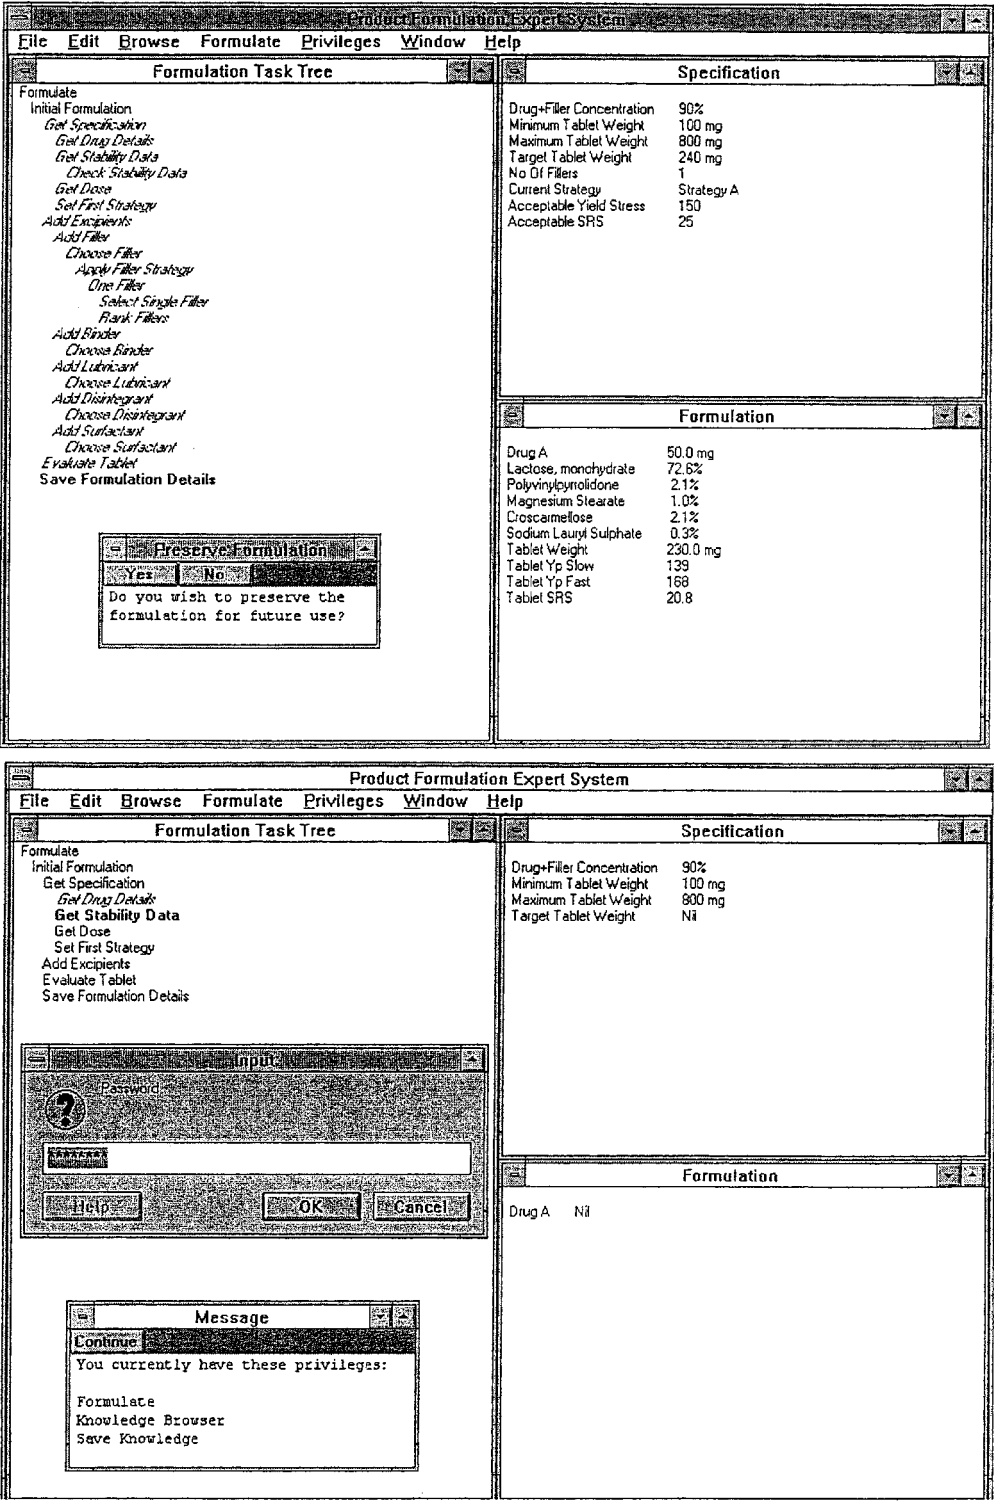 Product Formulation Expert System
File Edit Browse Formulate Privileges Window Help
Formulation Task Tree
Formulate
Initial Formulation
Get Specification
Get Drug Details
Get Stability Data
Check Stability Data
Get Dose
Set First Strategy
Add Excipients
Add Filler
Choose Filler
Apply Filler Strategy
One Filler
Select Single Filler
Rank Fillers
Add Binder
Choose Binder
Add Lubricant
Choose Lubricant
Add Disintegrant
Choose Disintegrant
Add Surfactant
Choose Surfactant
Evaluate Tablet
Save Formulation Details
Preserve Formulation
Yes No
Do you wish to preserve the
formulation for future use?
Specification
Drug+Filler Concentration 90%
Minimum Tablet Weight 100 mg
Maximum Tablet Weight 800 mg
Target Tablet Weight 240 mg
No Of Fillers 1
Current Strategy Strategy A
Acceptable Yield Stress 150
Acceptable SRS 25
Formulation
Drug A 50.0 mg
Lactose, monohydrate 72.6%
Polyvinylpyrrolidone 2.1%
Magnesium Stearate 1.0%
Croscarmellose 2.1%
Sodium Lauryl Sulphate 0.3%
Tablet Weight 230.0 mg
Tablet Yp Slow 139
Tablet Yp Fast 168
Tablet SRS 20.8
Product Formulation Expert System
File Edit Browse Formulate Privileges Window Help
Formulation Task Tree
Formulate
Initial Formulation
Get Specification
Get Drug Details
Get Stability Data
Get Dose
Set First Strategy
Add Excipients
Evaluate Tablet
Save Formulation Details
Input
Password
********
Help OK Cancel
Message
Continue
You currently have these privileges:
Formulate
Knowledge Browser
Save Knowledge
Specification
Drug+Filler Concentration 90%
Minimum Tablet Weight 100 mg
Maximum Tablet Weight 800 mg
Target Tablet Weight Nil
Formulation
Drug A Nil